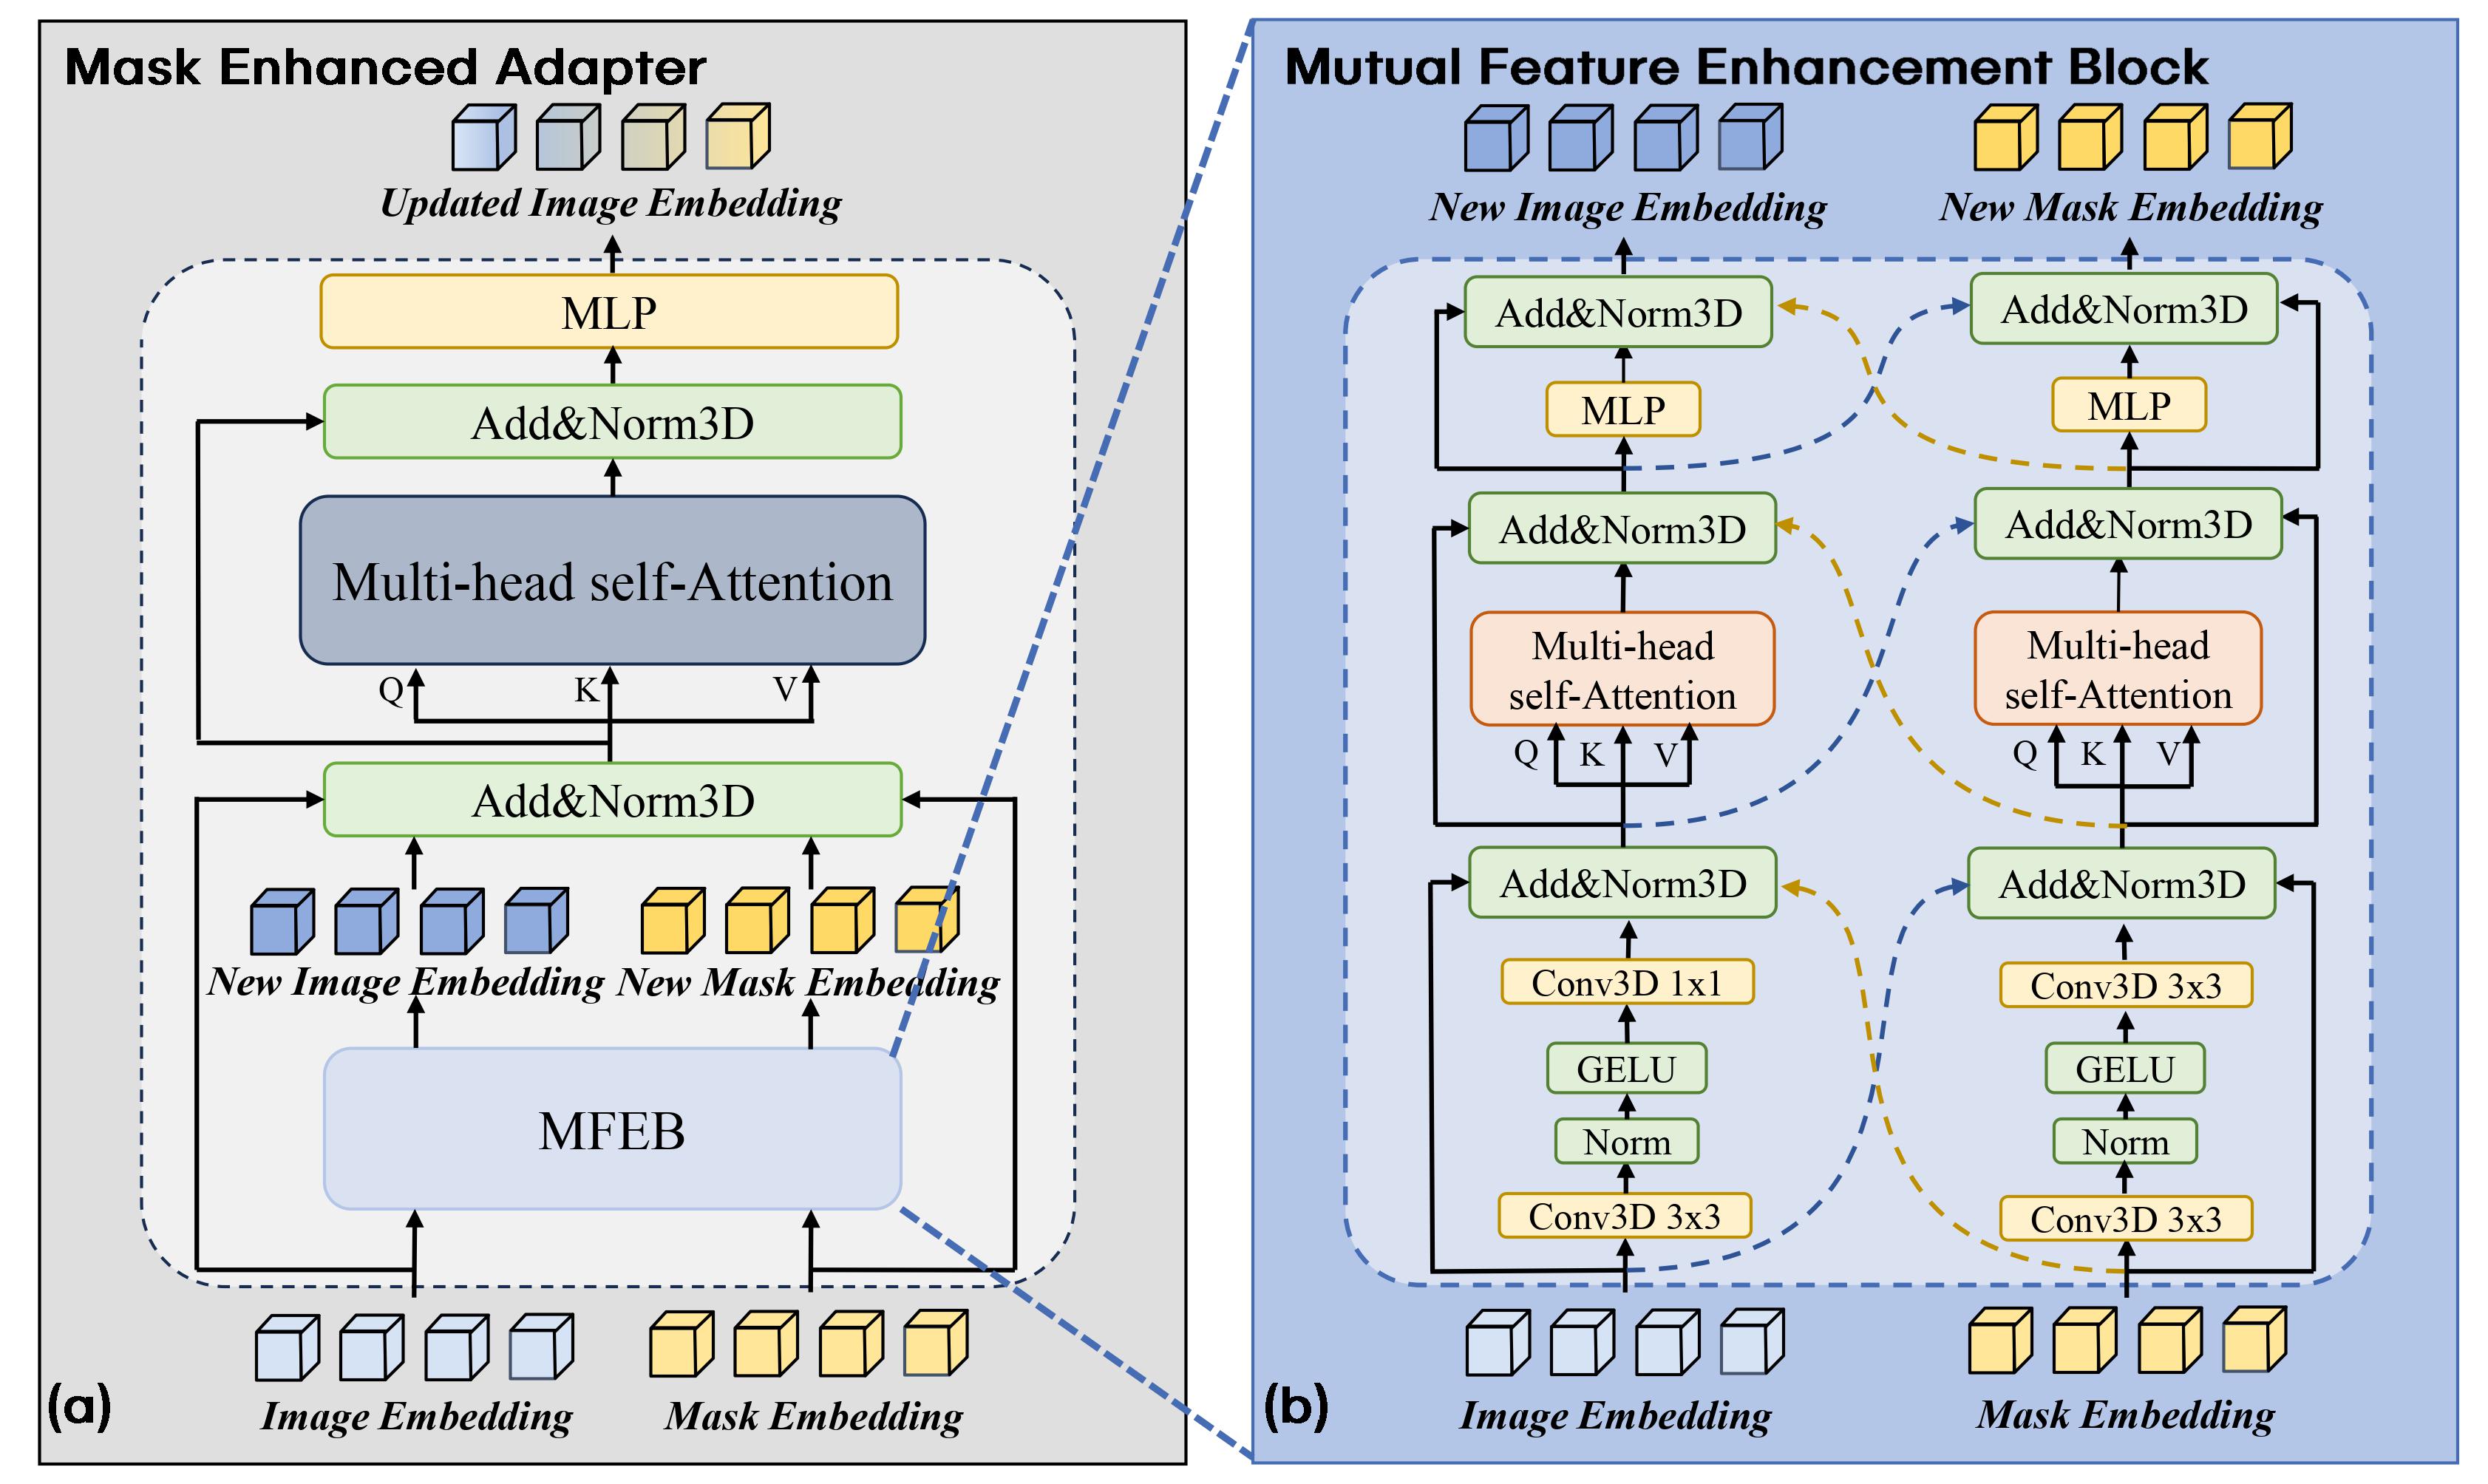 Mask Enhanced Adapter
Updated Image Embedding
MLP
Add&Norm3D
Multi-head self-Attention
Q K V
Add&Norm3D
New Image Embedding New Mask Embedding
MFEB
Image Embedding Mask Embedding
(a)
Mutual Feature Enhancement Block
New Image Embedding New Mask Embedding
Add&Norm3D Add&Norm3D
MLP MLP
Add&Norm3D Add&Norm3D
Multi-head Multi-head
self-Attention self-Attention
Q K V Q K V
Add&Norm3D Add&Norm3D
Conv3D 1x1 Conv3D 3x3
GELU GELU
Norm Norm
Conv3D 3x3 Conv3D 3x3
Image Embedding Mask Embedding
(b)